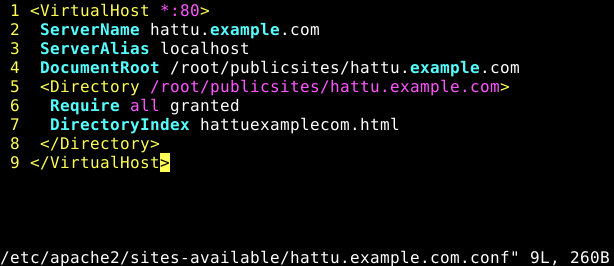 1 <VirtualHost *:80>
2  ServerName hattu.example.com
3  ServerAlias localhost
4  DocumentRoot /root/publicsites/hattu.example.com
5  <Directory /root/publicsites/hattu.example.com>
6   Require all granted
7   DirectoryIndex hattuexamplecom.html
8  </Directory>
9 </VirtualHost>
/etc/apache2/sites-available/hattu.example.com.conf" 9L, 260B